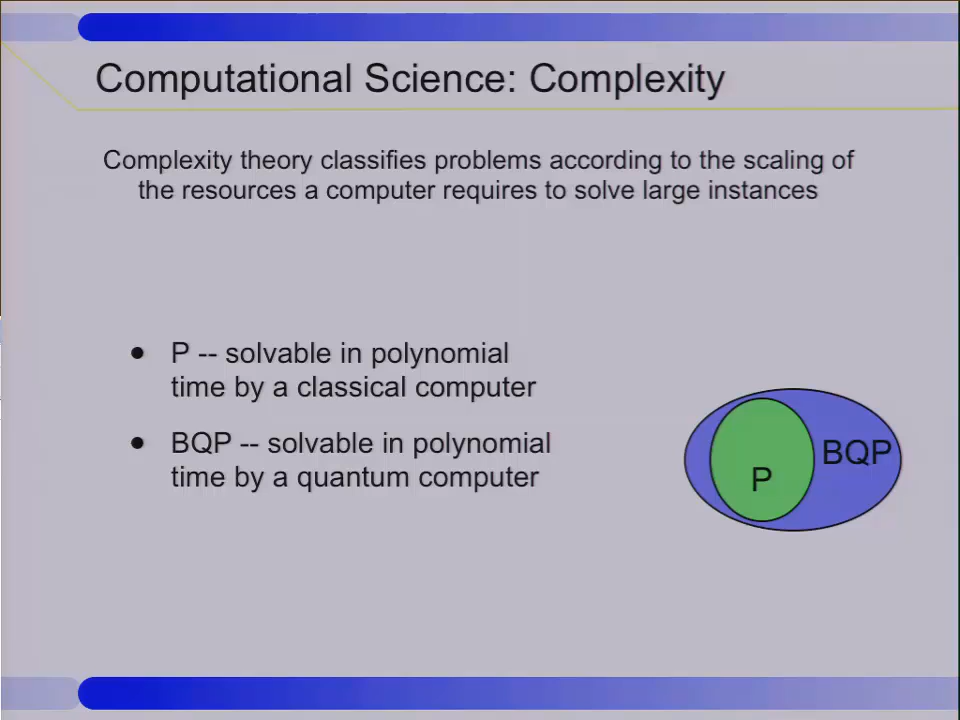 Computational Science: Complexity
Complexity theory classifies problems according to the scaling of
the resources a computer requires to solve large instances
● P -- solvable in polynomial
time by a classical computer
● BQP -- solvable in polynomial
time by a quantum computer
BQP
P